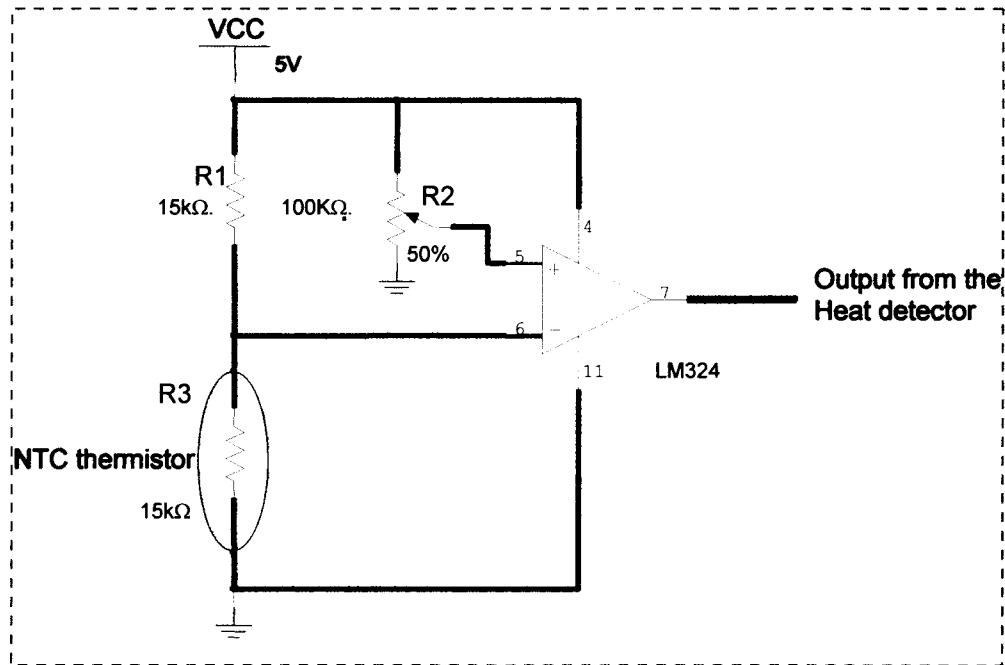 VCC
5V
R1
15kΩ.
100KΩ.
R2
50%
4
5
+
6
−
7
11
LM324
Output from the
Heat detector
R3
NTC thermistor
15kΩ